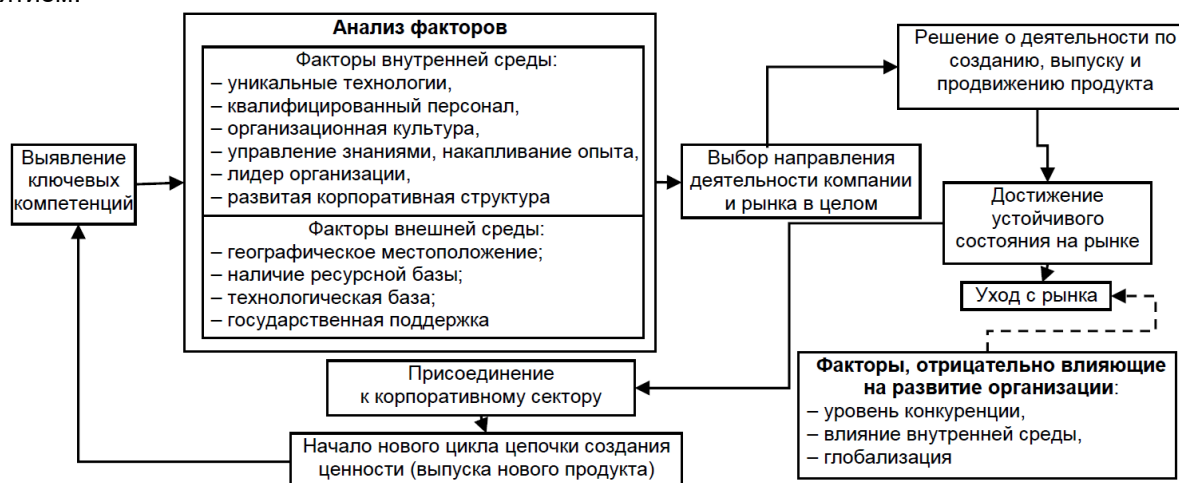 Анализ факторов
Факторы внутренней среды:
– уникальные технологии,
– квалифицированный персонал,
– организационная культура,
– управление знаниями, накапливание опыта,
– лидер организации,
– развитая корпоративная структура
Факторы внешней среды:
– географическое местоположение;
– наличие ресурсной базы;
– технологическая база;
– государственная поддержка
Выявление
ключевых
компетенций
Выбор направления
деятельности компании
и рынка в целом
Решение о деятельности по
созданию, выпуску и
продвижению продукта
Достижение
устойчивого
состояния на рынке
Уход с рынка
Факторы, отрицательно влияющие
на развитие организации:
– уровень конкуренции,
– влияние внутренней среды,
– глобализация
Присоединение
к корпоративному сектору
Начало нового цикла цепочки создания
ценности (выпуска нового продукта)